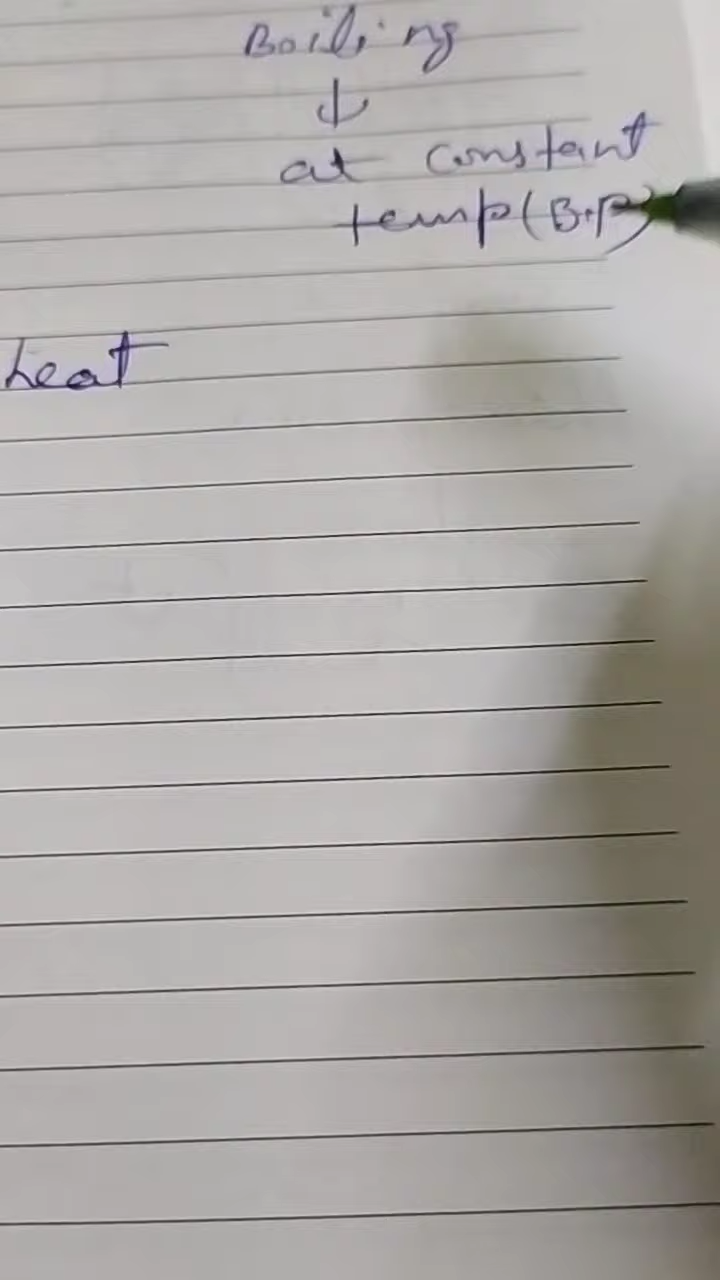 Boiling
↓
at constant
temp (B.P)
heat